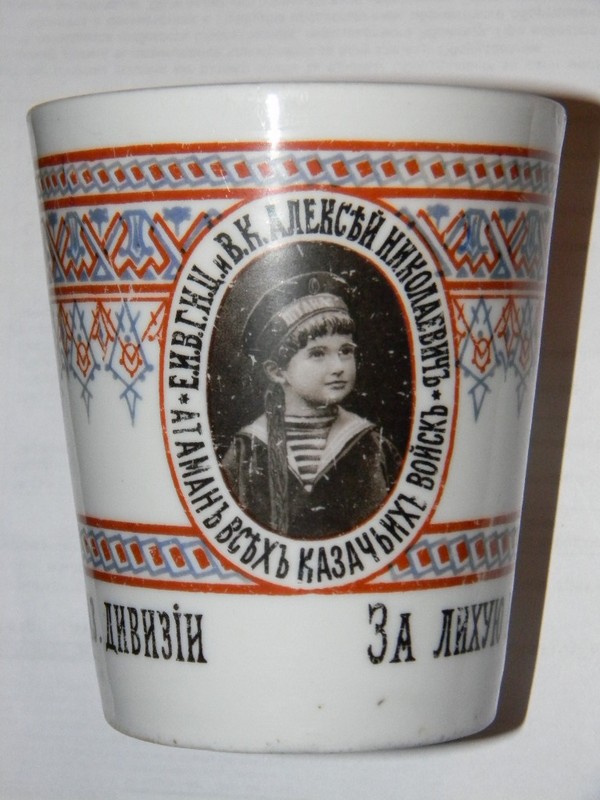 Е.И.В.Г.Н.Ц. и В.К. АЛЕКСѢЙ НИКОЛАЕВИЧЪ
АТАМАНЪ ВСѢХЪ КАЗАЧЬИХЪ ВОЙСКЪ
ДИВИЗІИ
За ЛИХУЮ